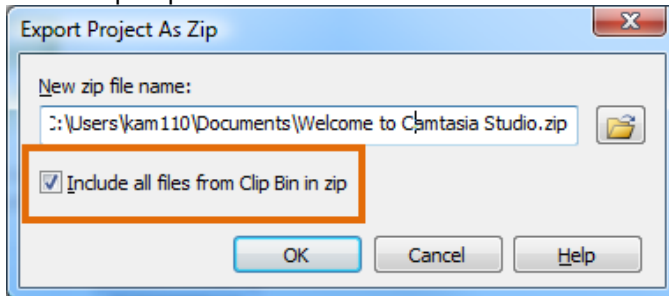 Export Project As Zip
New zip file name:
:\Users\kam110\Documents\Welcome to Camtasia Studio.zip
Include all files from Clip Bin in zip
OK Cancel Help